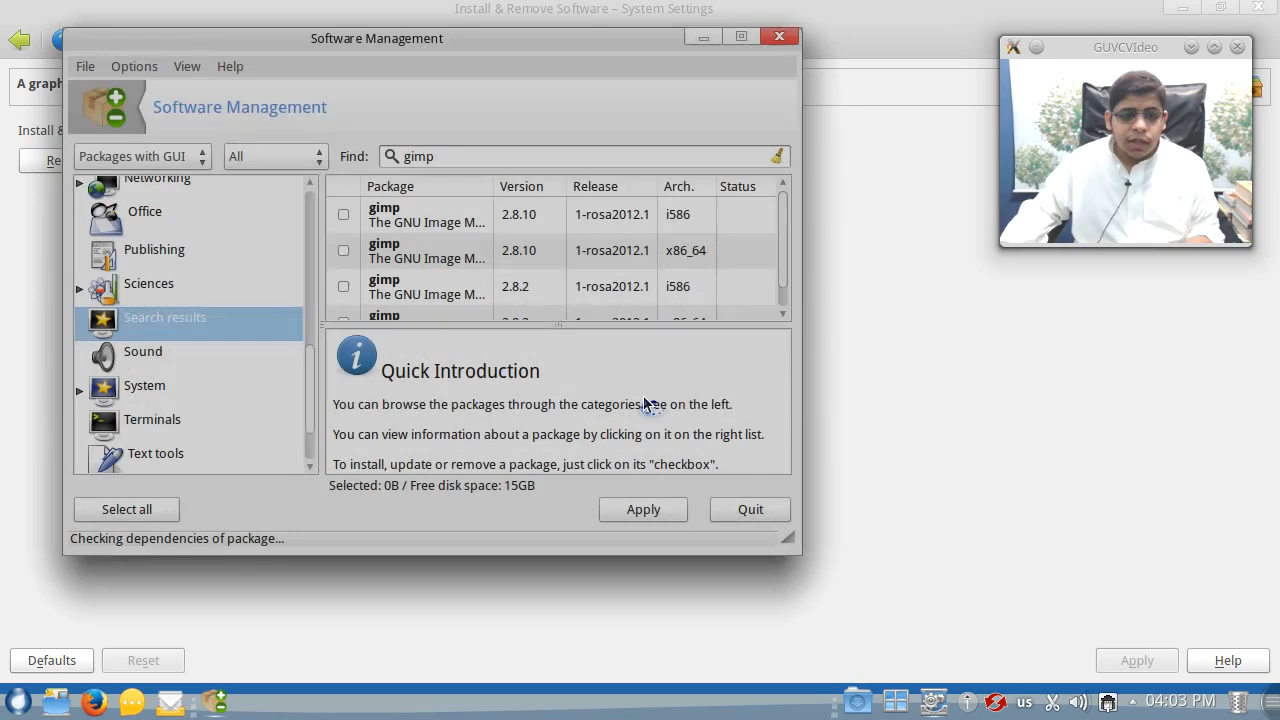 Install & Remove Software – System Settings
Software Management
GUVCVIdeo
File Options View Help
A graph
Software Management
Install &
Re
Packages with GUI All Find: gimp
Package Version Release Arch. Status
Networking
Office
Publishing
Sciences
Search results
Sound
System
Terminals
Text tools
gimp
The GNU Image M... 2.8.10 1-rosa2012.1 i586
gimp
The GNU Image M... 2.8.10 1-rosa2012.1 x86_64
gimp
The GNU Image M... 2.8.2 1-rosa2012.1 i586
gimp
Quick Introduction
You can browse the packages through the categories on the left.
You can view information about a package by clicking on it on the right list.
To install, update or remove a package, just click on its "checkbox".
Selected: 0B / Free disk space: 15GB
Select all Apply Quit
Checking dependencies of package...
Defaults Reset Apply Help
us 04:03 PM